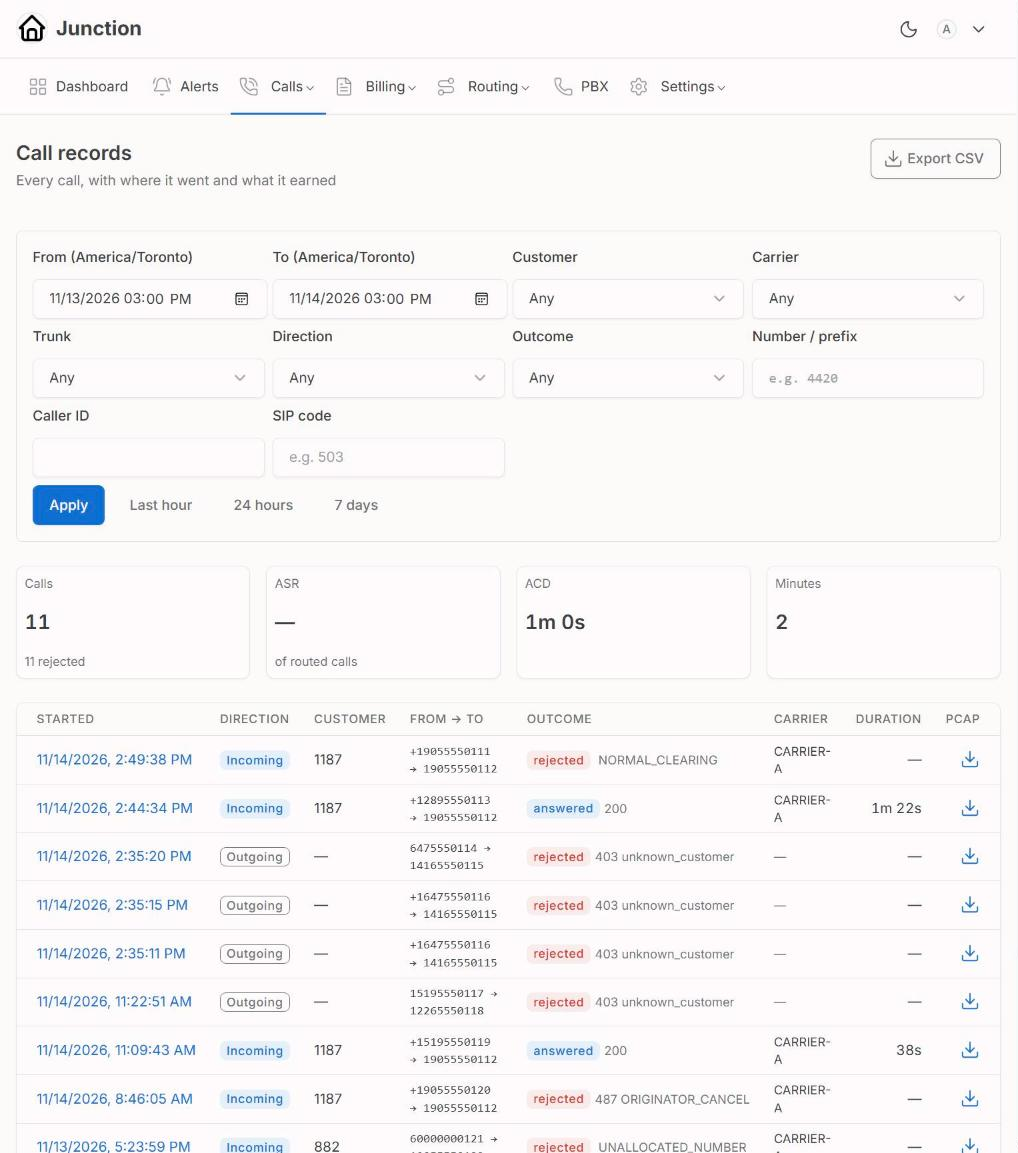 Junction
A
Dashboard Alerts Calls Billing Routing PBX Settings
Call records
Every call, with where it went and what it earned
Export CSV
From (America/Toronto) To (America/Toronto) Customer Carrier
11/13/2026 03:00 PM 11/14/2026 03:00 PM Any Any
Trunk Direction Outcome Number / prefix
Any Any Any e.g. 4420
Caller ID SIP code
e.g. 503
Apply Last hour 24 hours 7 days
Calls ASR ACD Minutes
11 — 1m 0s 2
11 rejected of routed calls
STARTED DIRECTION CUSTOMER FROM → TO OUTCOME CARRIER DURATION PCAP
11/14/2026, 2:49:38 PM Incoming 1187 +19055550111 → 19055550112 rejected NORMAL_CLEARING CARRIER-A —
11/14/2026, 2:44:34 PM Incoming 1187 +12895550113 → 19055550112 answered 200 CARRIER-A 1m 22s
11/14/2026, 2:35:20 PM Outgoing — 6475550114 → 14165550115 rejected 403 unknown_customer — —
11/14/2026, 2:35:15 PM Outgoing — +16475550116 → 14165550115 rejected 403 unknown_customer — —
11/14/2026, 2:35:11 PM Outgoing — +16475550116 → 14165550115 rejected 403 unknown_customer — —
11/14/2026, 11:22:51 AM Outgoing — 15195550117 → 12265550118 rejected 403 unknown_customer — —
11/14/2026, 11:09:43 AM Incoming 1187 +15195550119 → 19055550112 answered 200 CARRIER-A 38s
11/14/2026, 8:46:05 AM Incoming 1187 +19055550120 → 19055550112 rejected 487 ORIGINATOR_CANCEL CARRIER-A —
11/13/2026, 5:23:59 PM Incoming 882 60000000121 → rejected UNALLOCATED_NUMBER CARRIER- —